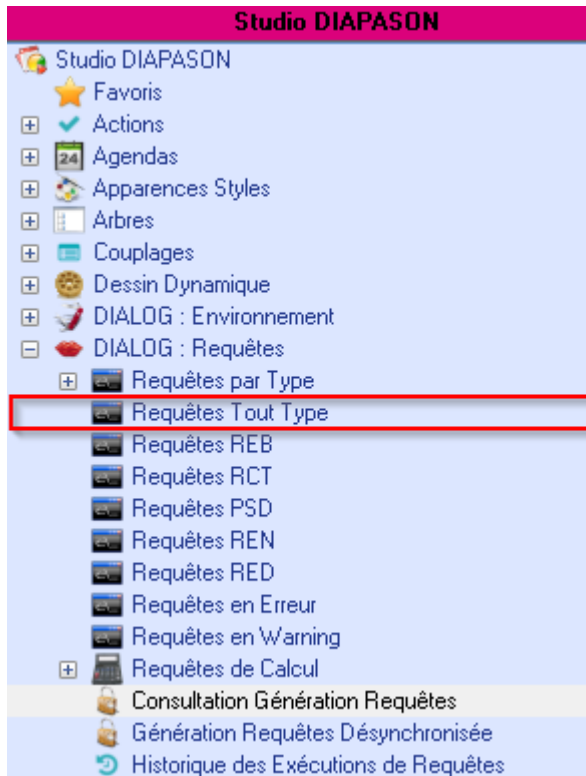 Studio DIAPASON
Studio DIAPASON
Favoris
Actions
24 Agendas
Apparences Styles
Arbres
Couplages
Dessin Dynamique
DIALOG : Environnement
DIALOG : Requêtes
Requêtes par Type
Requêtes Tout Type
Requêtes REB
Requêtes RCT
Requêtes PSD
Requêtes REN
Requêtes RED
Requêtes en Erreur
Requêtes en Warning
Requêtes de Calcul
Consultation Génération Requêtes
Génération Requêtes Désynchronisée
Historique des Exécutions de Requêtes